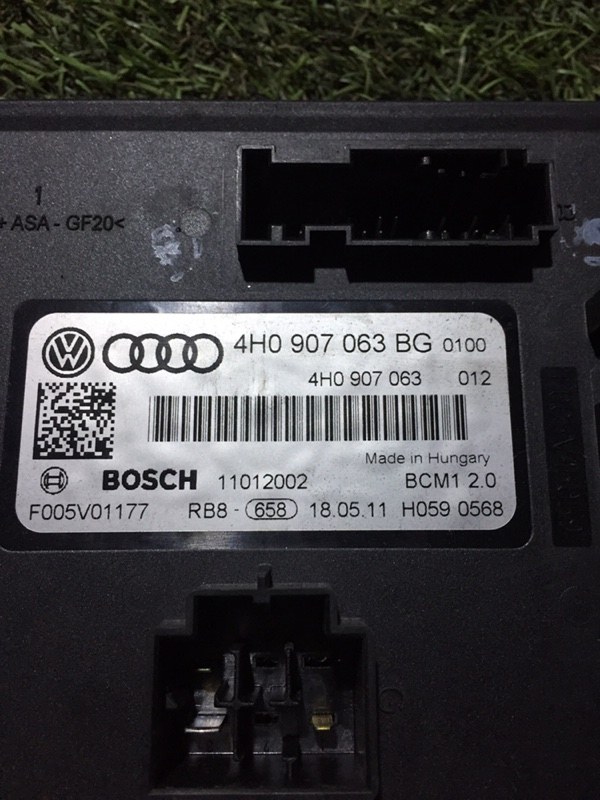 1
+ ASA - GF20<
VW 4H0 907 063 BG 0100
4H0 907 063 012
Made in Hungary
BOSCH 11012002 BCM1 2.0
F005V01177 RB8 - 658 18.05.11 H059 0568